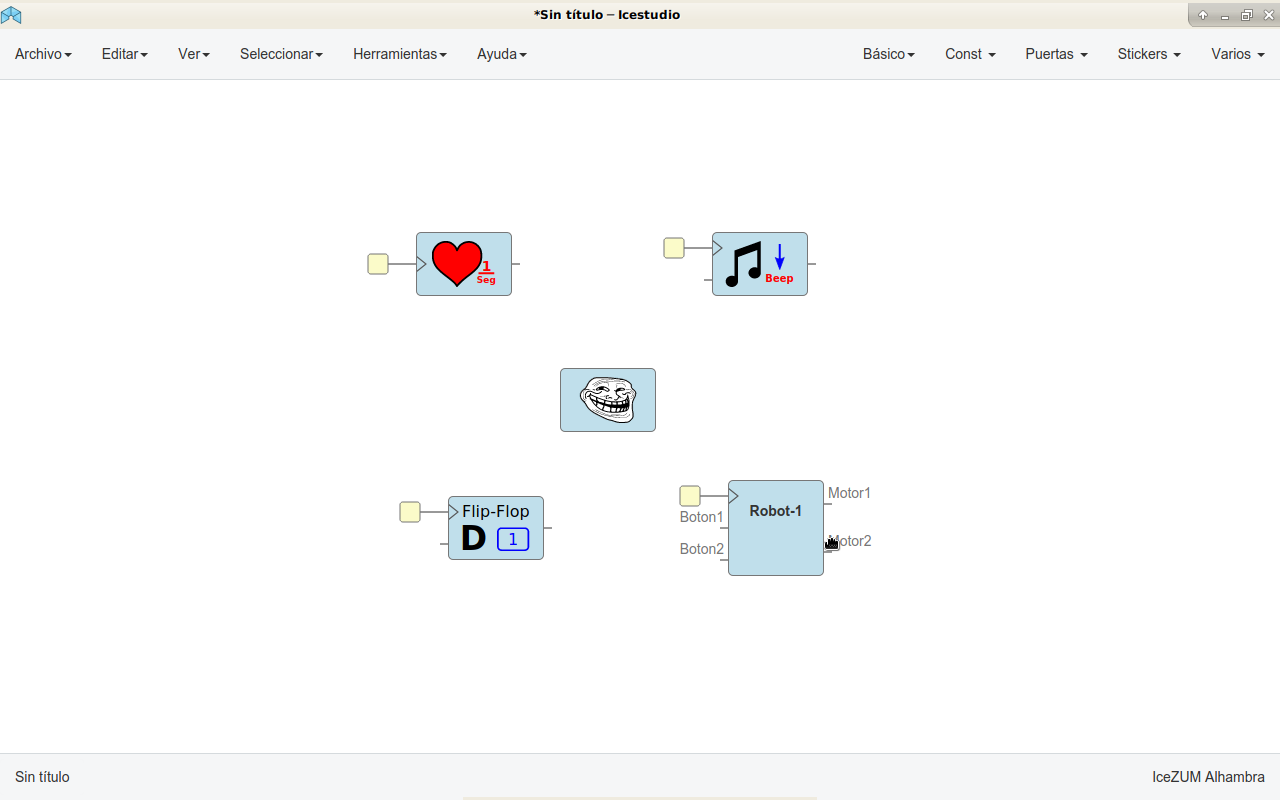 *Sin título – Icestudio
Archivo Editar Ver Seleccionar Herramientas Ayuda Básico Const Puertas Stickers Varios
1
Seg
Beep
Flip-Flop
D 1
Robot-1
Motor1
Boton1
Boton2
Sin título
IceZUM Alhambra